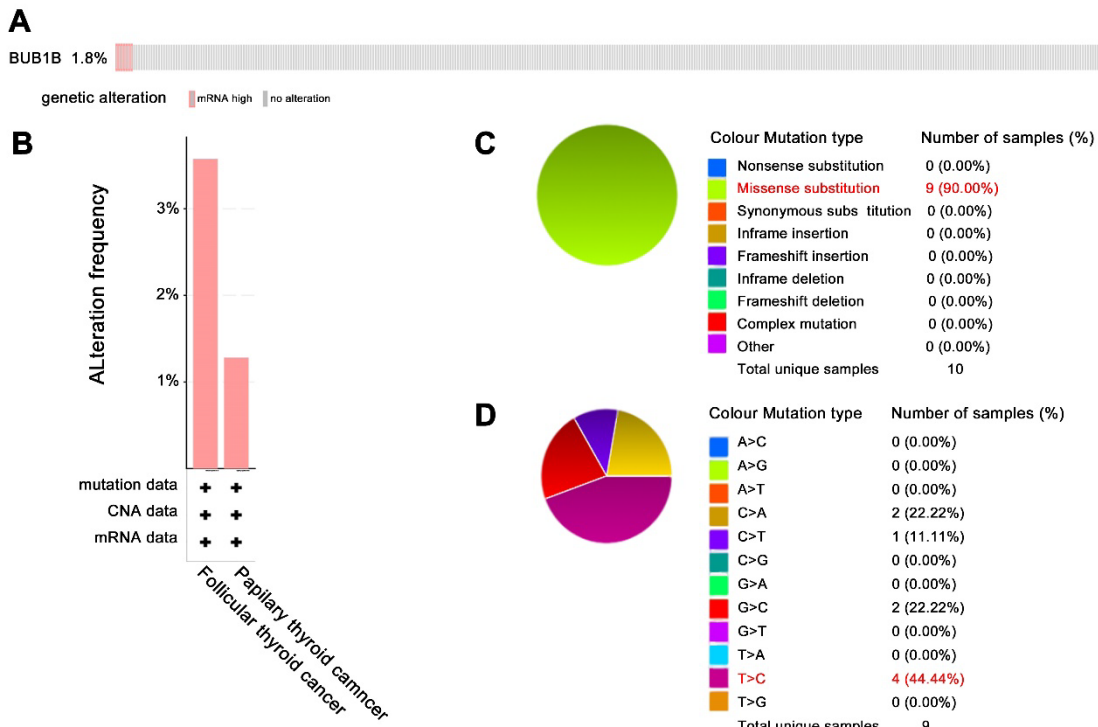 A
BUB1B 1.8%
genetic alteration mRNA high no alteration
B
ALteration frequency
3%
2%
1%
mutation data + +
CNA data + +
mRNA data + +
Follicular thyroid cancer
Papilary thyroid camncer
C
Colour Mutation type Number of samples (%)
Nonsense substitution 0 (0.00%)
Missense substitution 9 (90.00%)
Synonymous subs titution 0 (0.00%)
Inframe insertion 0 (0.00%)
Frameshift insertion 0 (0.00%)
Inframe deletion 0 (0.00%)
Frameshift deletion 0 (0.00%)
Complex mutation 0 (0.00%)
Other 0 (0.00%)
Total unique samples 10
D
Colour Mutation type Number of samples (%)
A>C 0 (0.00%)
A>G 0 (0.00%)
A>T 0 (0.00%)
C>A 2 (22.22%)
C>T 1 (11.11%)
C>G 0 (0.00%)
G>A 0 (0.00%)
G>C 2 (22.22%)
G>T 0 (0.00%)
T>A 0 (0.00%)
T>C 4 (44.44%)
T>G 0 (0.00%)
Total unique samples 9